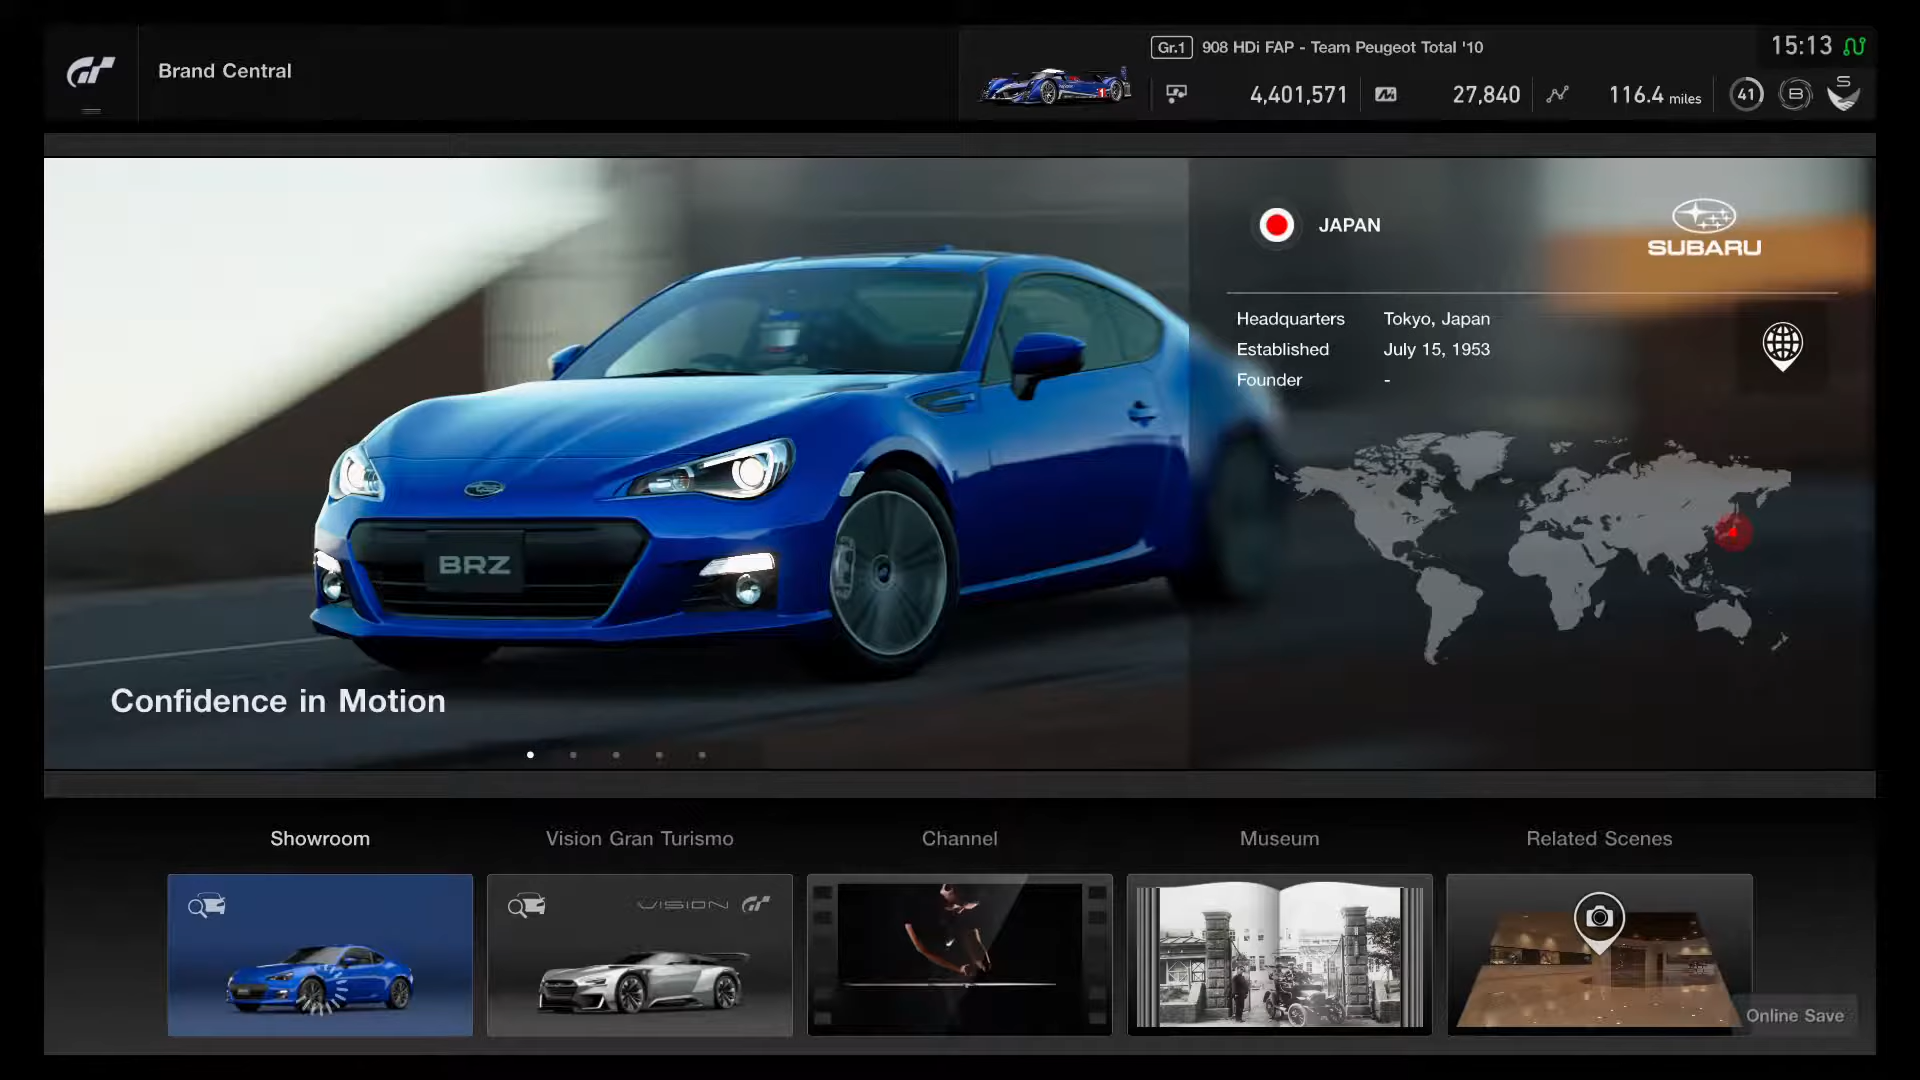 Brand Central
Gr.1 908 HDi FAP - Team Peugeot Total '10
15:13
4,401,571
27,840
116.4 miles
41
B
S
JAPAN
SUBARU
Headquarters Tokyo, Japan
Established July 15, 1953
Founder -
BRZ
Confidence in Motion
Showroom
Vision Gran Turismo
Channel
Museum
Related Scenes
VISION GT
Online Save